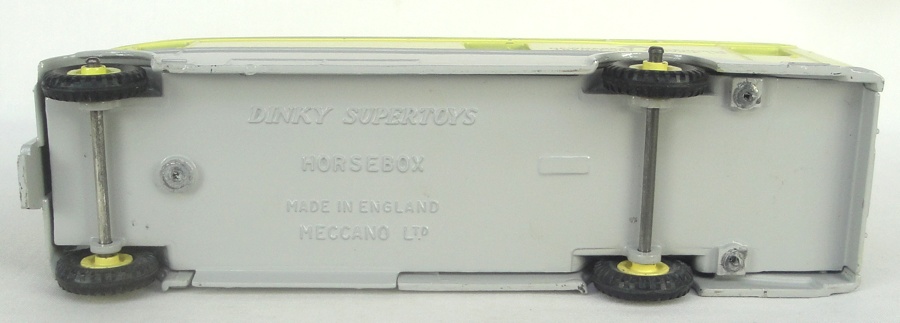 DINKY SUPERTOYS
HORSEBOX
MADE IN ENGLAND
MECCANO LTD